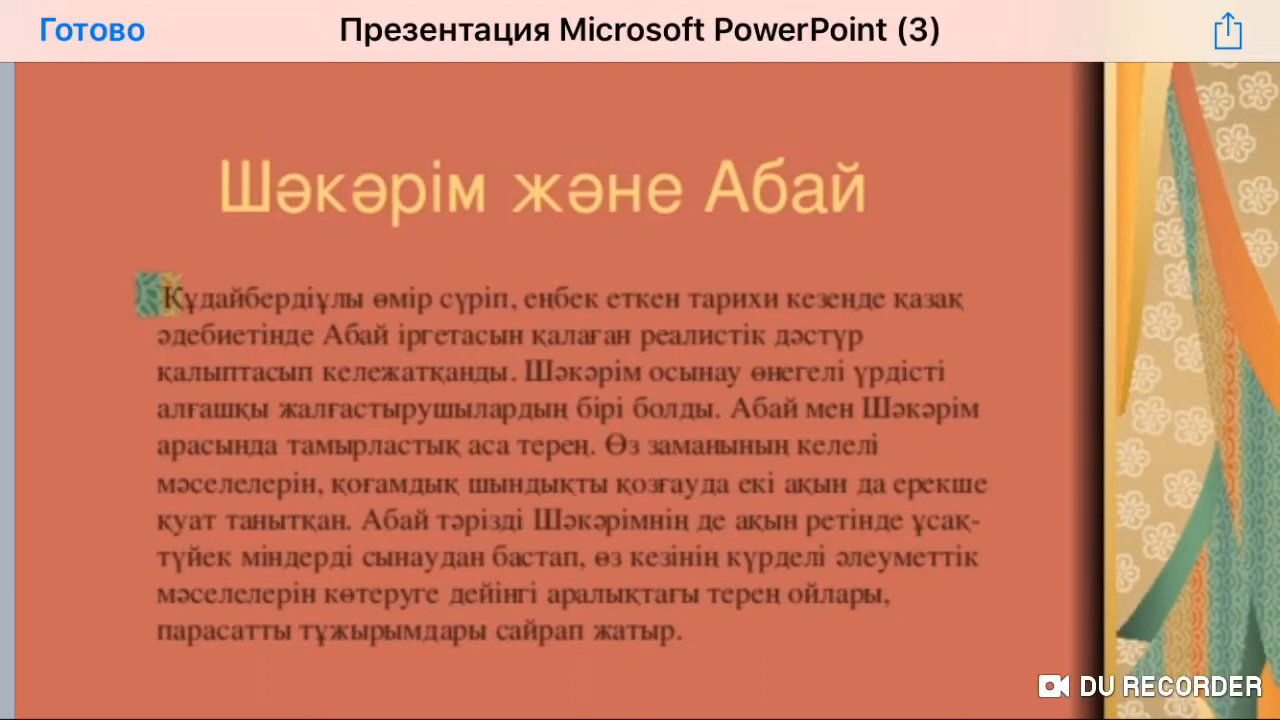 Готово
Презентация Microsoft PowerPoint (3)
Шәкәрім және Абай
Құдайбердіұлы өмір сүріп, еңбек еткен тарихи кезеңде қазақ
әдебиетінде Абай іргетасын қалаған реалистік дәстүр
қалыптасып кележатқанды. Шәкәрім осынау өнегелі үрдісті
алғашқы жалғастырушылардың бірі болды. Абай мен Шәкәрім
арасында тамырластық аса терең. Өз заманының келелі
мәселелерін, қоғамдық шындықты қозғауда екі ақын да ерекше
қуат танытқан. Абай тәрізді Шәкәрімнің де ақын ретінде ұсақ-
түйек міндерді сынаудан бастап, өз кезінің күрделі әлеуметтік
мәселелерін көтеруге дейінгі аралықтағы терең ойлары,
парасатты тұжырымдары сайрап жатыр.
DU RECORDER